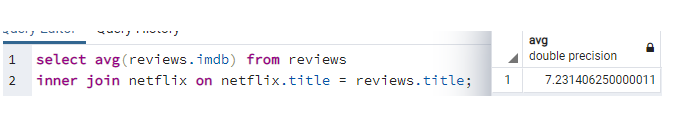 Query Editor Query History
avg
double precision
1 select avg(reviews.imdb) from reviews
2 inner join netflix on netflix.title = reviews.title;
1 7.231406250000011